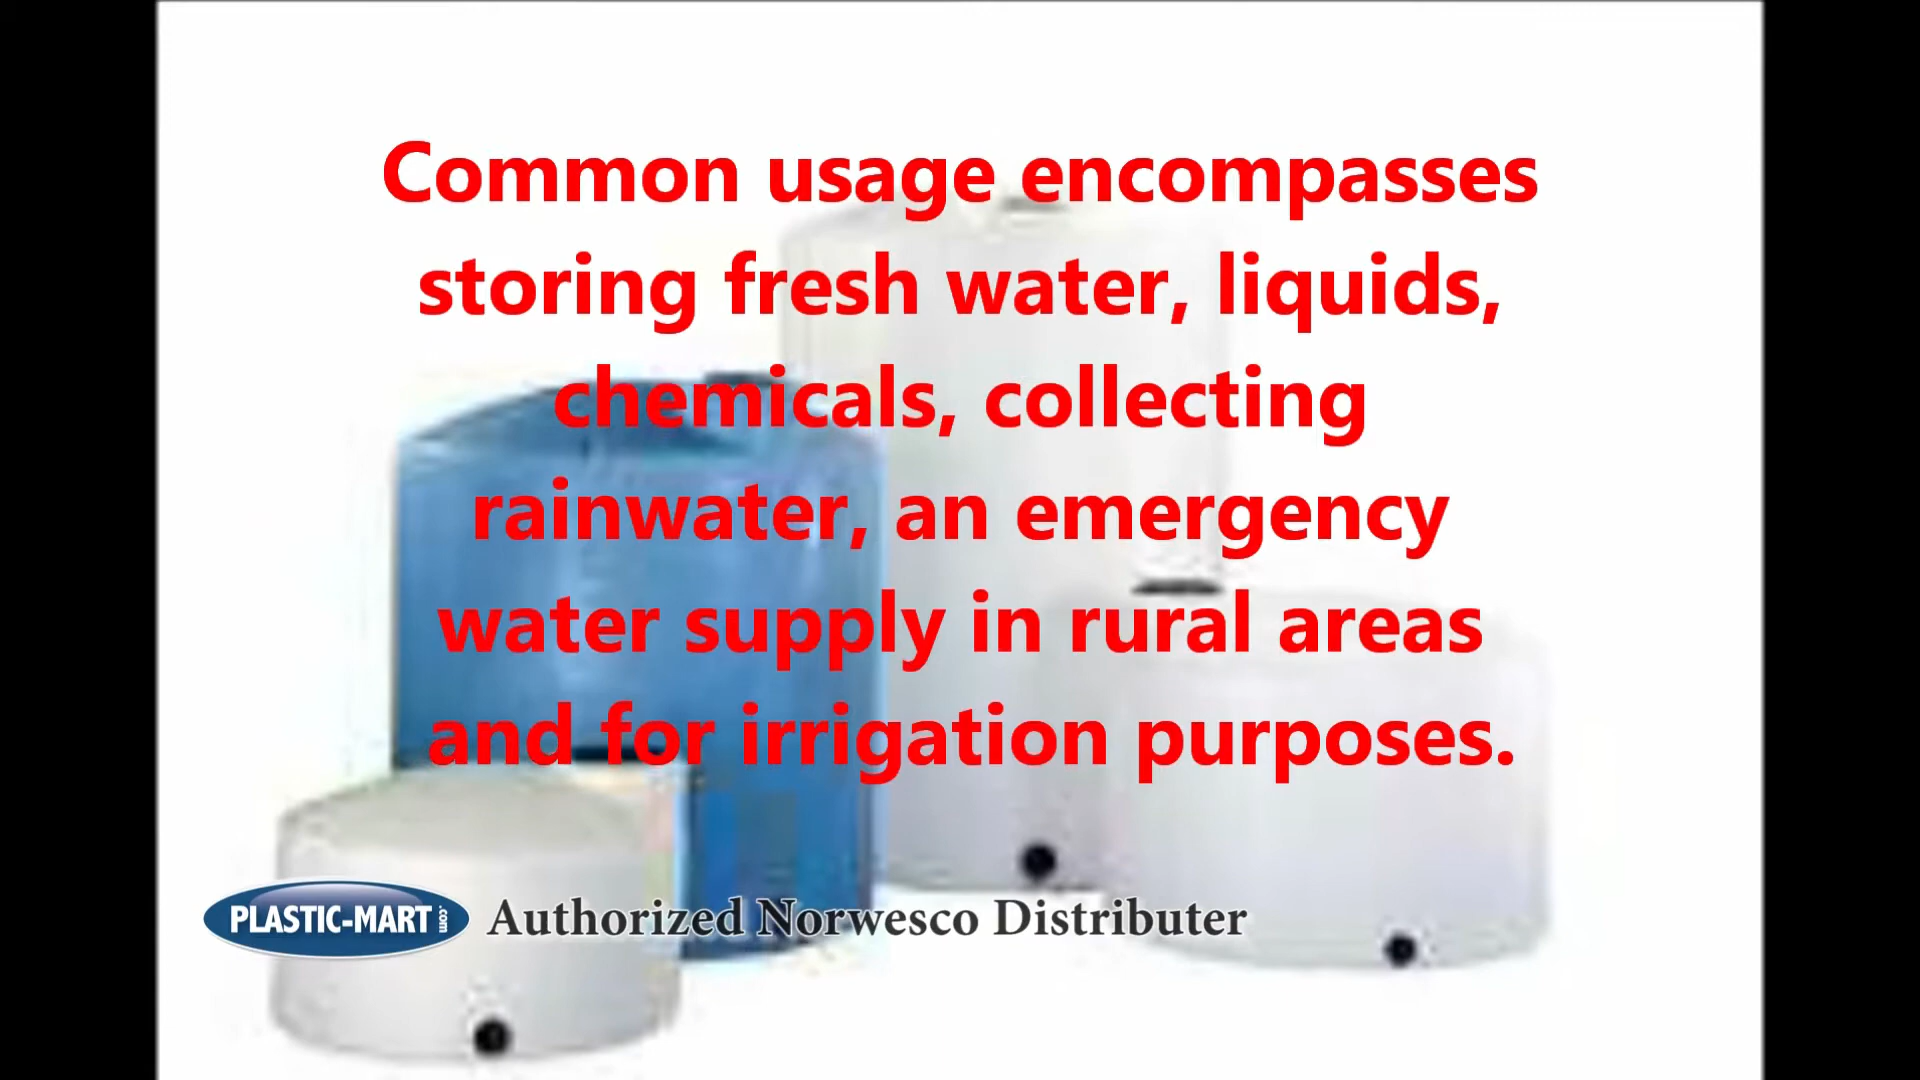 Common usage encompasses
storing fresh water, liquids,
chemicals, collecting
rainwater, an emergency
water supply in rural areas
and for irrigation purposes.
PLASTIC-MART.com Authorized Norwesco Distributer